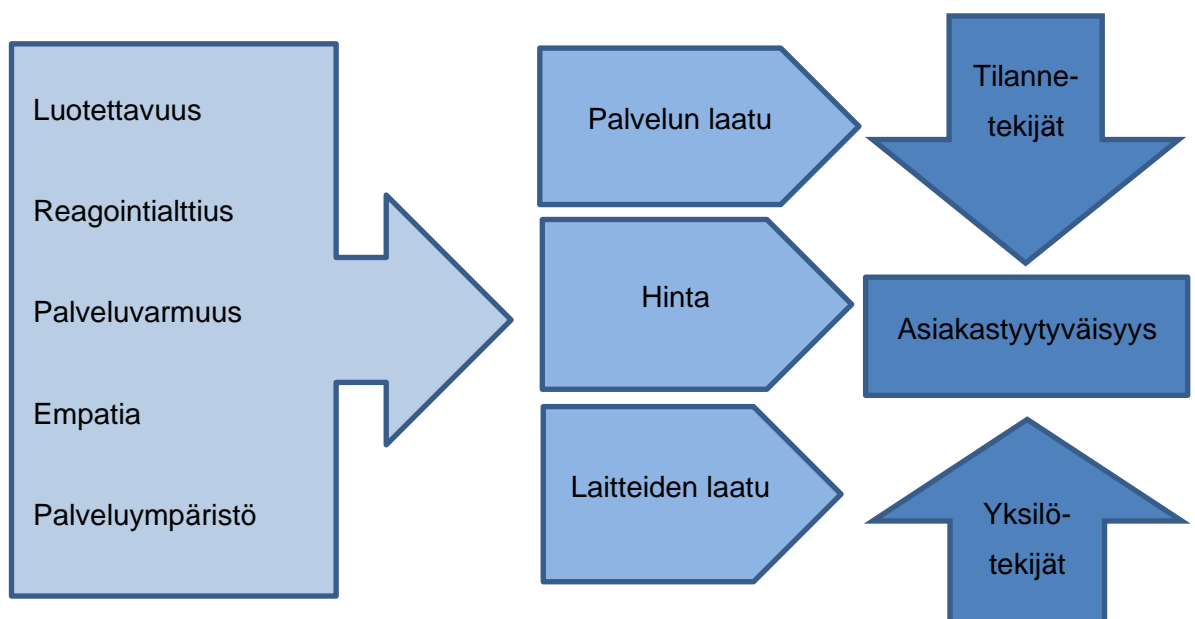 Luotettavuus
Reagointialttius
Palveluvarmuus
Empatia
Palveluympäristö
Palvelun laatu
Hinta
Laitteiden laatu
Tilanne-
tekijät
Asiakastyytyväisyys
Yksilö-
tekijät